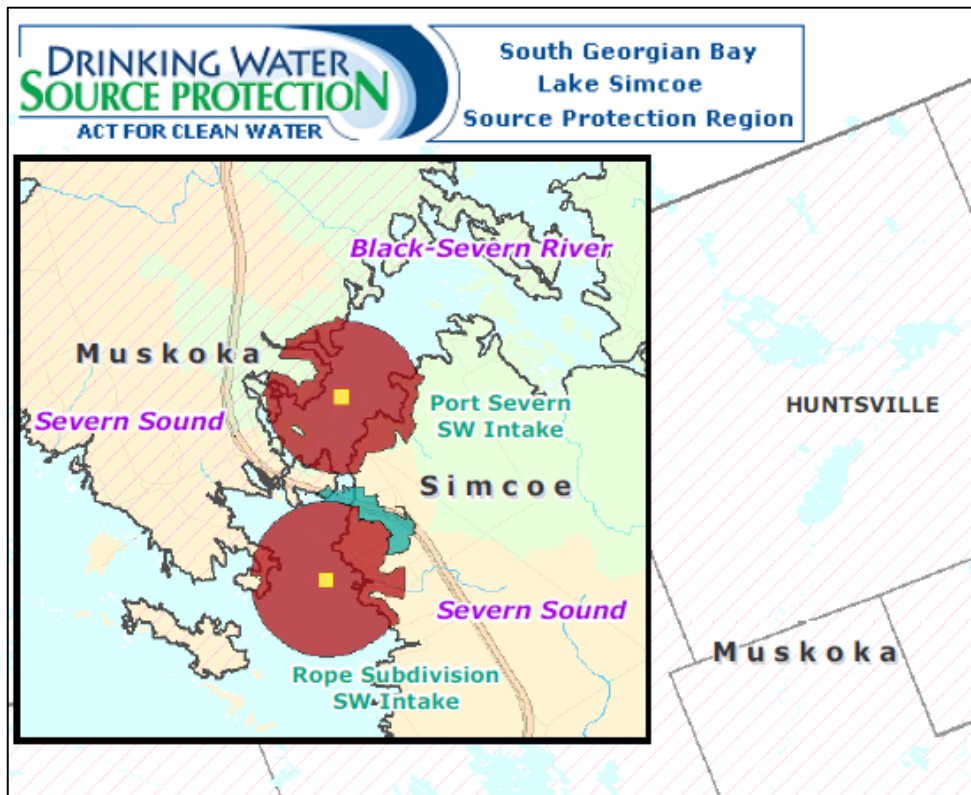 DRINKING WATER
SOURCE PROTECTION
ACT FOR CLEAN WATER
South Georgian Bay
Lake Simcoe
Source Protection Region
Black-Severn River
Muskoka
Severn Sound
Port Severn
SW Intake
Simcoe
Severn Sound
Rope Subdivision
SW Intake
HUNTSVILLE
Muskoka